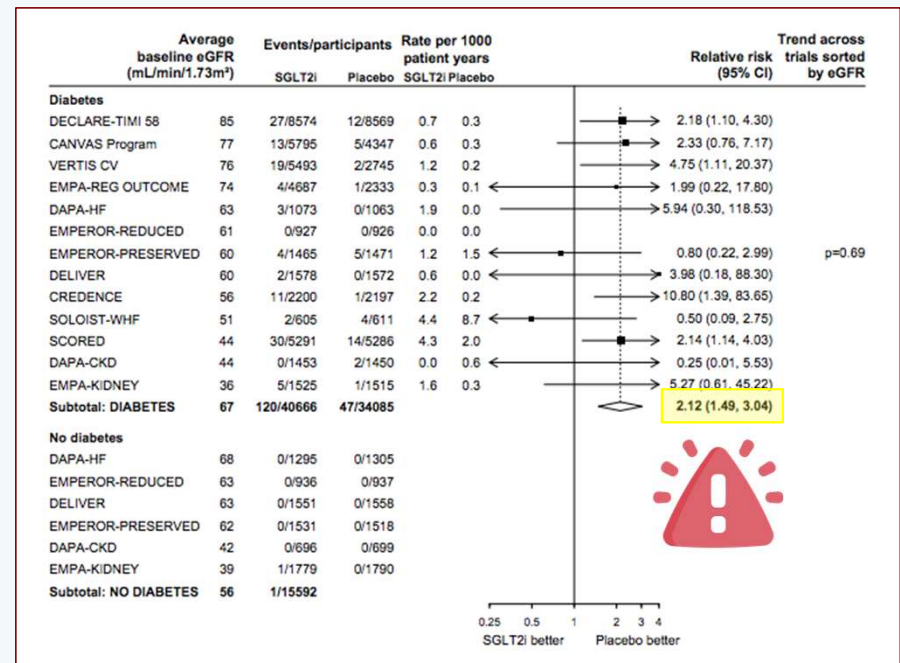 Average baseline eGFR (mL/min/1.73m²) Events/participants Rate per 1000 patient years Relative risk (95% CI) Trend across trials sorted by eGFR
SGLT2i Placebo SGLT2i Placebo
Diabetes
DECLARE-TIMI 58 85 27/8574 12/8569 0.7 0.3 2.18 (1.10, 4.30)
CANVAS Program 77 13/5795 5/4347 0.6 0.3 2.33 (0.76, 7.17)
VERTIS CV 76 19/5493 2/2745 1.2 0.2 4.75 (1.11, 20.37)
EMPA-REG OUTCOME 74 4/4687 1/2333 0.3 0.1 1.99 (0.22, 17.80)
DAPA-HF 63 3/1073 0/1063 1.9 0.0 5.94 (0.30, 118.53)
EMPEROR-REDUCED 61 0/927 0/926 0.0 0.0
EMPEROR-PRESERVED 60 4/1465 5/1471 1.2 1.5 0.80 (0.22, 2.99) p=0.69
DELIVER 60 2/1578 0/1572 0.6 0.0 3.98 (0.18, 88.30)
CREDENCE 56 11/2200 1/2197 2.2 0.2 10.80 (1.39, 83.65)
SOLOIST-WHF 51 2/605 4/611 4.4 8.7 0.50 (0.09, 2.75)
SCORED 44 30/5291 14/5286 4.3 2.0 2.14 (1.14, 4.03)
DAPA-CKD 44 0/1453 2/1450 0.0 0.6 0.25 (0.01, 5.53)
EMPA-KIDNEY 36 5/1525 1/1515 1.6 0.3 5.27 (0.61, 45.22)
Subtotal: DIABETES 67 120/40666 47/34085 2.12 (1.49, 3.04)
No diabetes
DAPA-HF 68 0/1295 0/1305
EMPEROR-REDUCED 63 0/936 0/937
DELIVER 63 0/1551 0/1558
EMPEROR-PRESERVED 62 0/1531 0/1518
DAPA-CKD 42 0/696 0/699
EMPA-KIDNEY 39 1/1779 0/1790
Subtotal: NO DIABETES 56 1/15592
0.25 0.5 1 2 3 4
SGLT2i better Placebo better